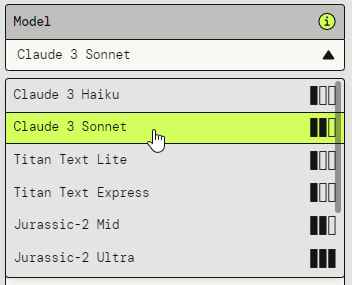 Model
i
Claude 3 Sonnet
Claude 3 Haiku
Claude 3 Sonnet
Titan Text Lite
Titan Text Express
Jurassic-2 Mid
Jurassic-2 Ultra